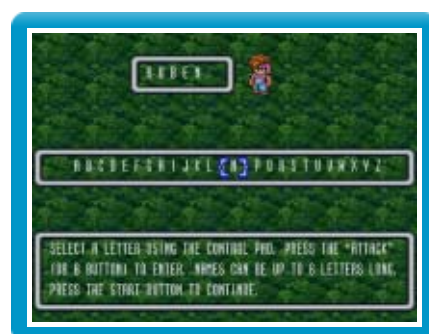 RUBEN
A B C D E F G H I J K L [N] P Q R S T U V W X Y Z
SELECT A LETTER USING THE CONTROL PAD. PRESS THE "ATTACK"
(OR B BUTTON) TO ENTER. NAMES CAN BE UP TO 6 LETTERS LONG.
PRESS THE START BUTTON TO CONTINUE.